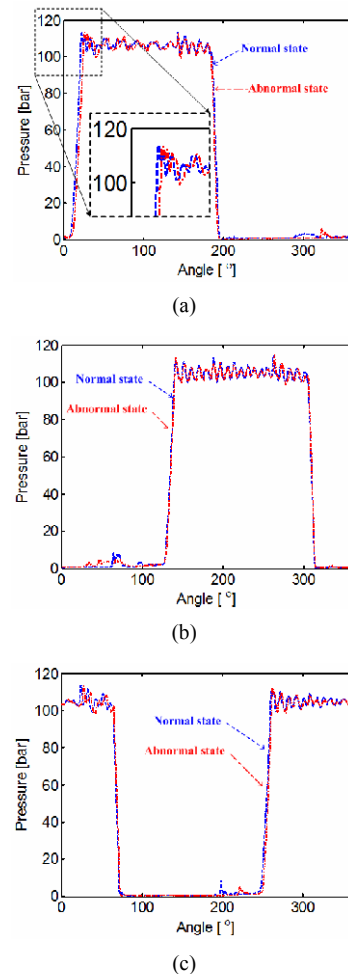 120
100
80
60
40
20
0
Pressure [bar]
Normal state
Abnormal state
120
100
0 100 200 300
Angle [ °]
(a)
120
100
80
60
40
20
0
Pressure [bar]
Normal state
Abnormal state
0 100 200 300
Angle [ °]
(b)
120
100
80
60
40
20
0
Pressure [bar]
Normal state
Abnormal state
0 100 200 300
Angle [ °]
(c)